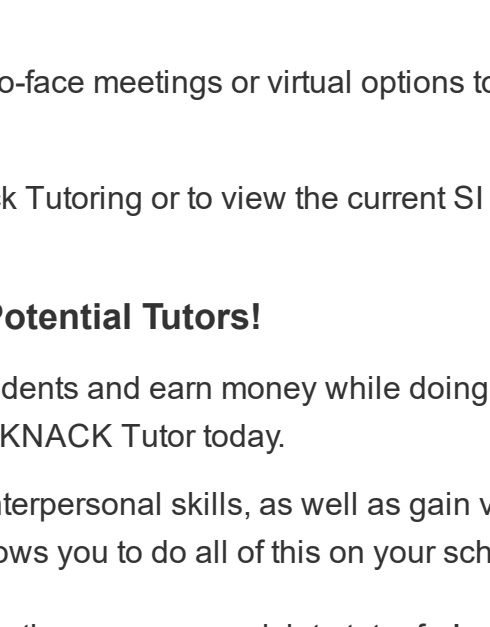 o-face meetings or virtual options to
k Tutoring or to view the current SI
Potential Tutors!
dents and earn money while doing
KNACK Tutor today.
nterpersonal skills, as well as gain v
ows you to do all of this on your sch